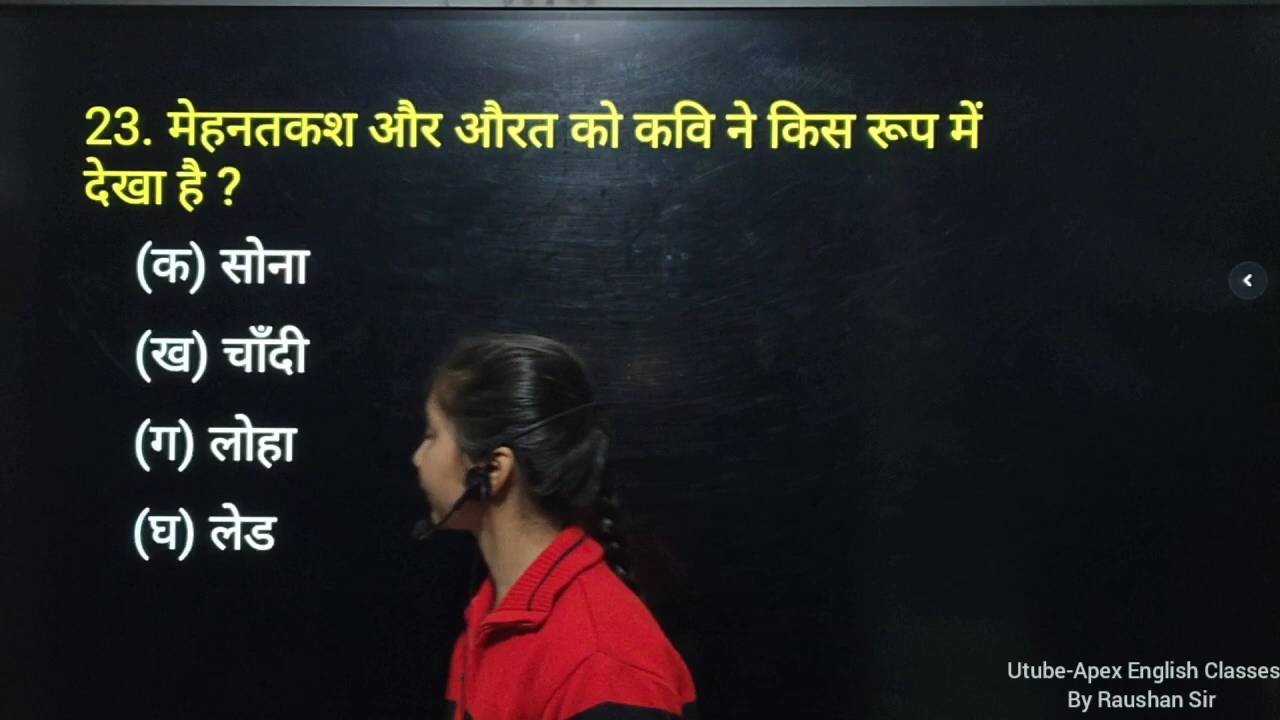 23. मेहनतकश और औरत को कवि ने किस रूप में
देखा है ?
(क) सोना
(ख) चाँदी
(ग) लोहा
(घ) लेड
Utube-Apex English Classes
By Raushan Sir